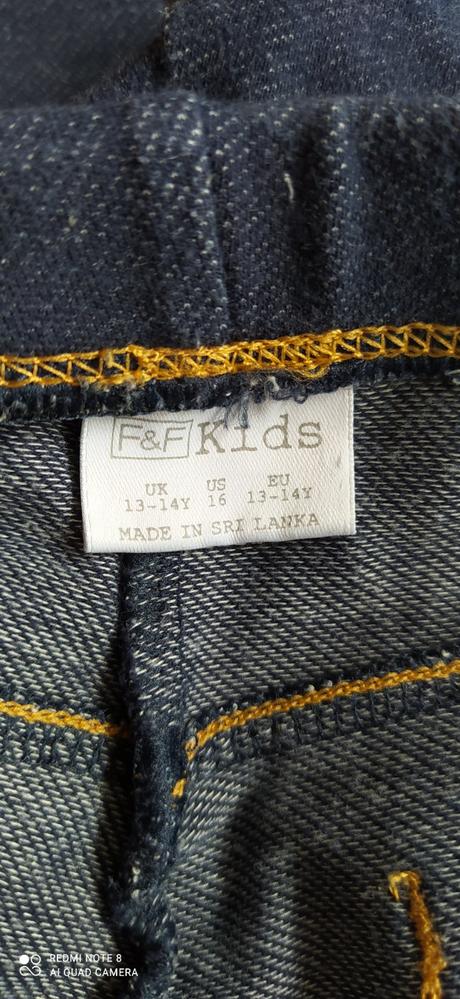 F&F Kids
UK US EU
13-14Y 16 13-14Y
MADE IN SRI LANKA
REDMI NOTE 8
AI QUAD CAMERA